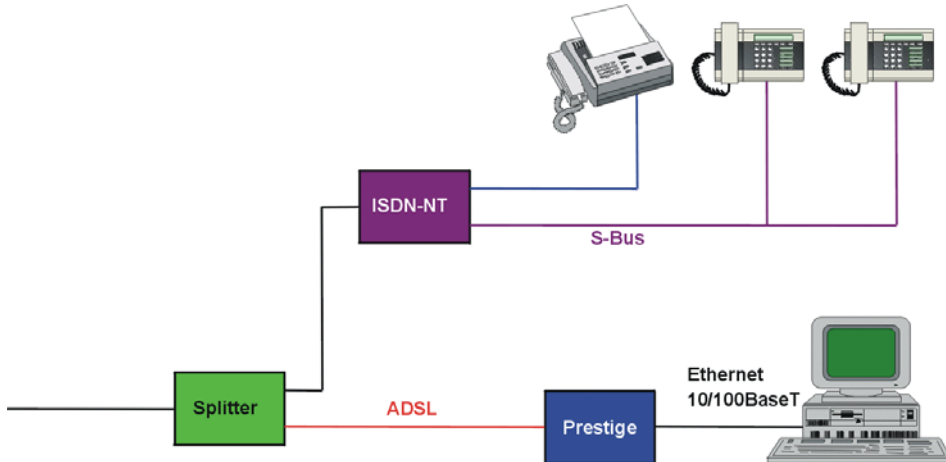 ISDN-NT
S-Bus
Splitter
ADSL
Prestige
Ethernet
10/100BaseT